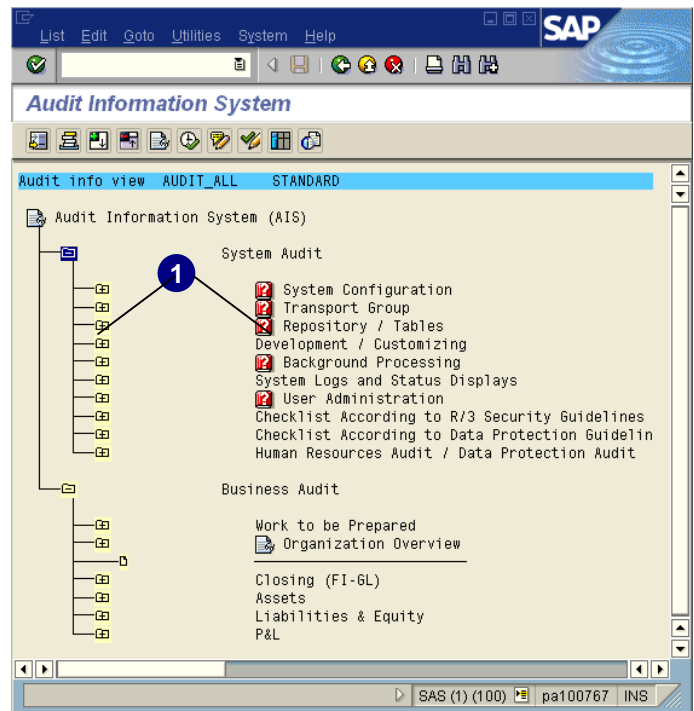 List Edit Goto Utilities System Help
SAP
Audit Information System
Audit info view AUDIT_ALL STANDARD
Audit Information System (AIS)
System Audit
1
System Configuration
Transport Group
Repository / Tables
Development / Customizing
Background Processing
System Logs and Status Displays
User Administration
Checklist According to R/3 Security Guidelines
Checklist According to Data Protection Guidelin
Human Resources Audit / Data Protection Audit
Business Audit
Work to be Prepared
Organization Overview
Closing (FI-GL)
Assets
Liabilities & Equity
P&L
SAS (1) (100) pa100767 INS